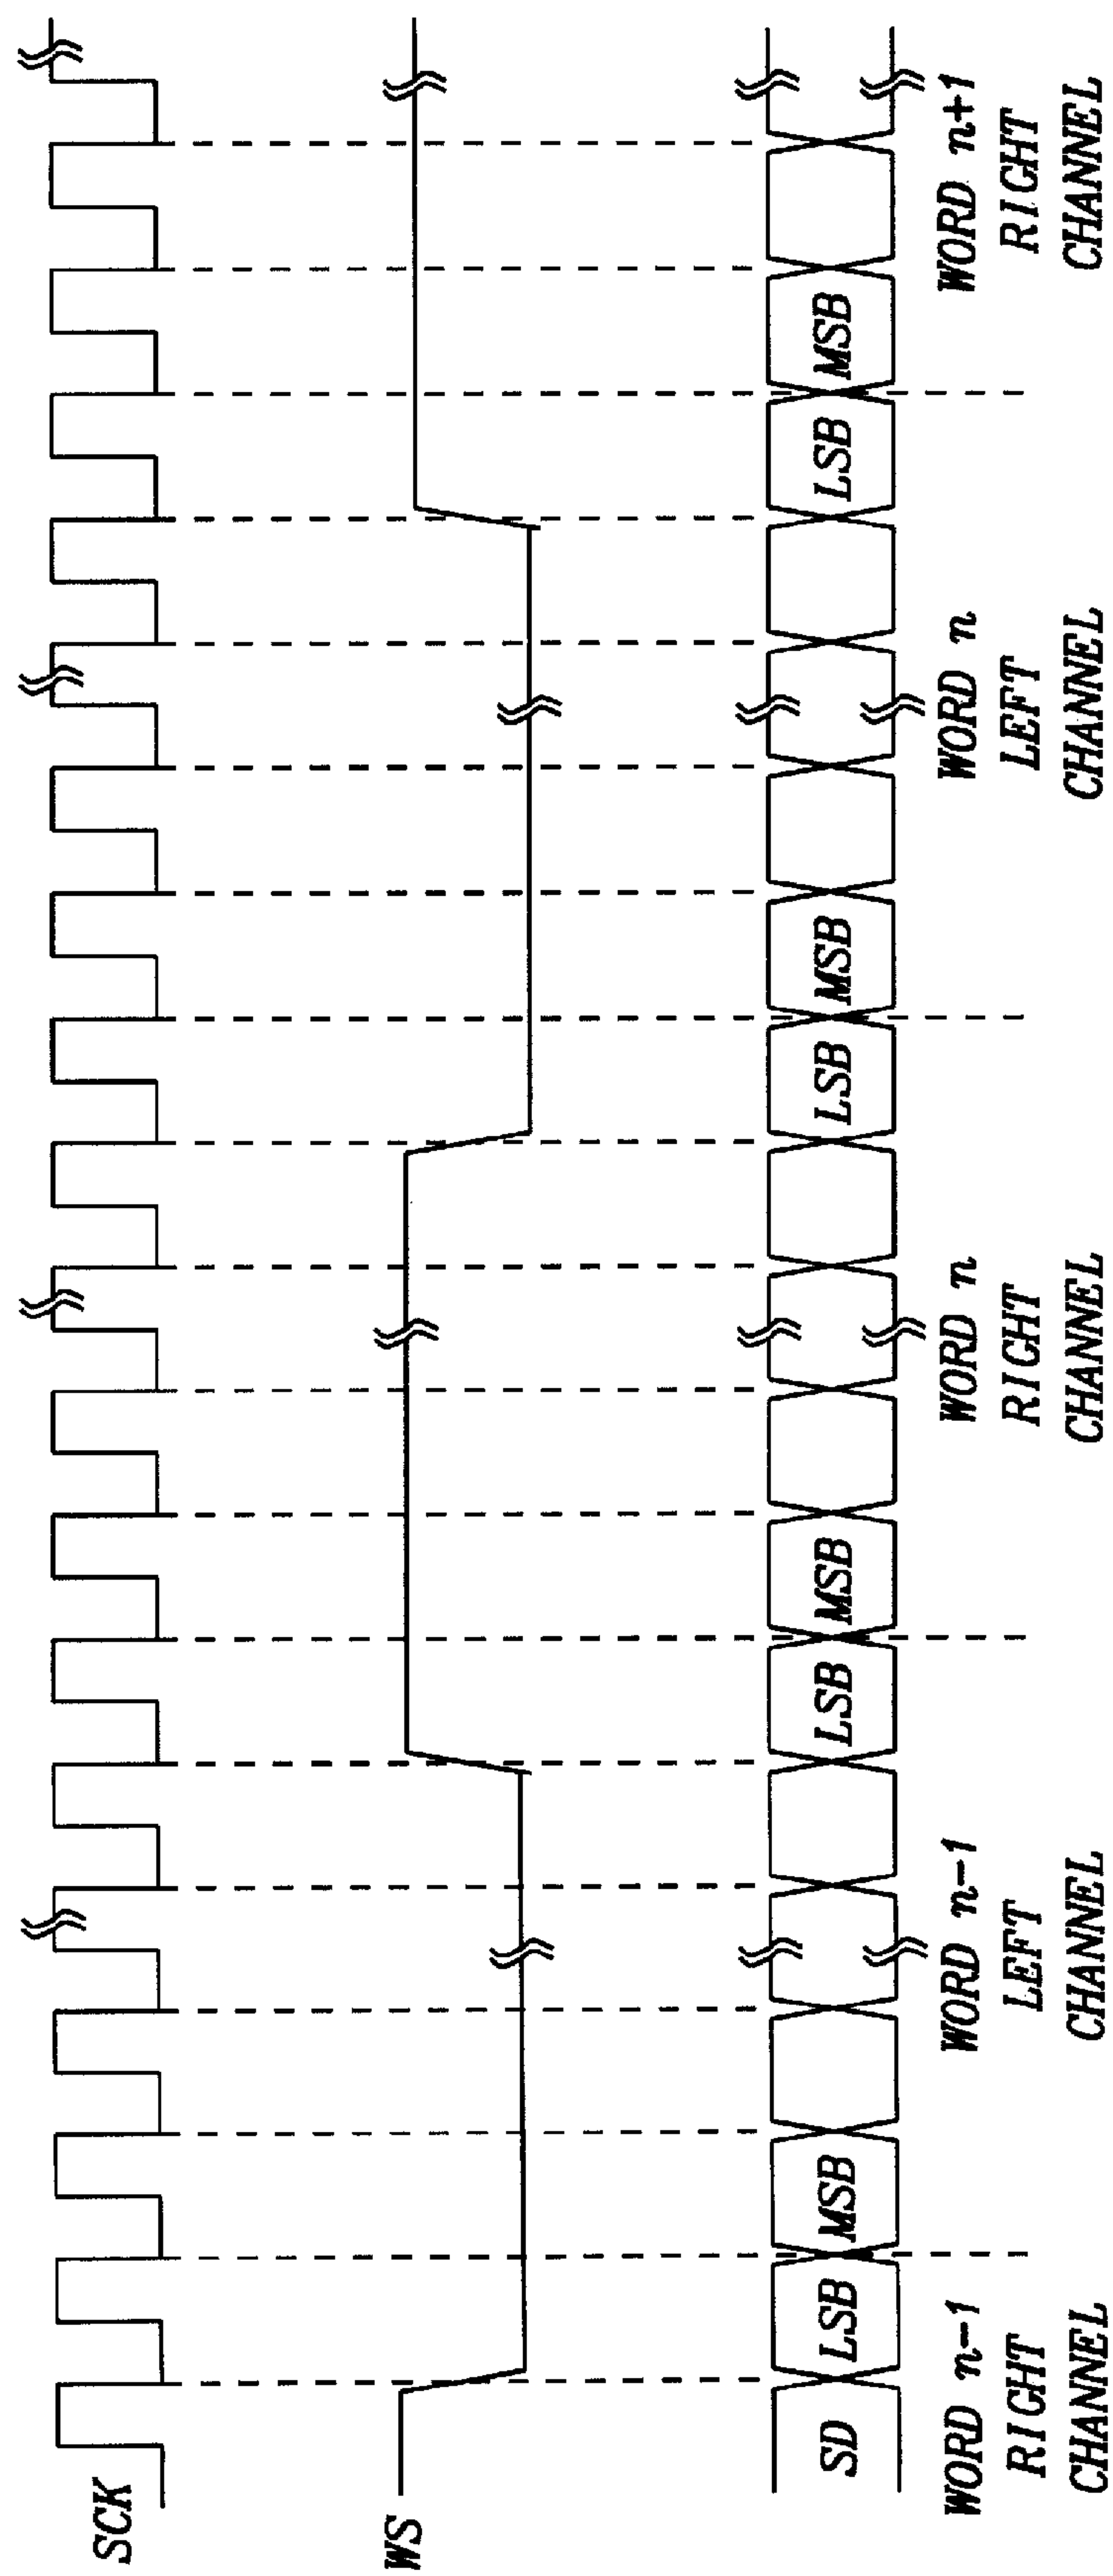 SCK
WS
SD LSB MSB LSB MSB LSB MSB LSB MSB
WORD n-1
RIGHT
CHANNEL
WORD n-1
LEFT
CHANNEL
WORD n
RIGHT
CHANNEL
WORD n
LEFT
CHANNEL
WORD n+1
RIGHT
CHANNEL